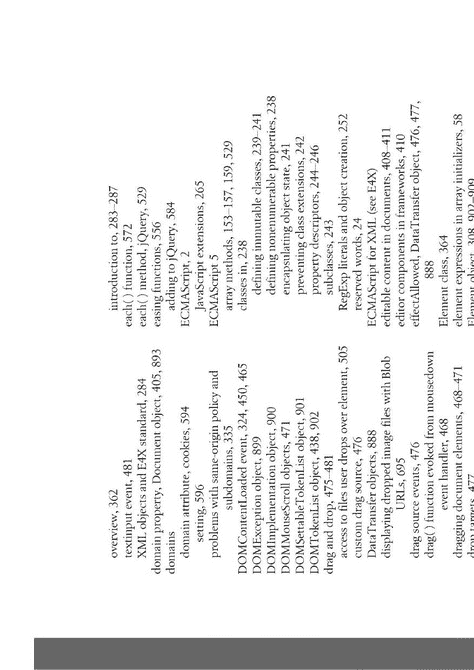 overview, 362
textinput event, 481
XML objects and E4X standard, 284
domain property, Document object, 405, 893
domains
domain attribute, cookies, 594
setting, 596
problems with same-origin policy and
subdomains, 335
DOMContentLoaded event, 324, 450, 465
DOMException object, 899
DOMImplementation object, 900
DOMMouseScroll objects, 471
DOMSettableTokenList object, 901
DOMTokenList object, 438, 902
drag and drop, 475–481
access to files user drops over element, 505
custom drag source, 476
DataTransfer objects, 888
displaying dropped image files with Blob
URLs, 695
drag source events, 476
drag() function evoked from mousedown
event handler, 468
dragging document elements, 468–471
drop targets, 477
introduction to, 283–287
each() function, 572
each() method, jQuery, 529
easing functions, 556
adding to jQuery, 584
ECMAScript, 2
JavaScript extensions, 265
ECMAScript 5
array methods, 153–157, 159, 529
classes in, 238
defining immutable classes, 239–241
defining nonenumerable properties, 238
encapsulating object state, 241
preventing class extensions, 242
property descriptors, 244–246
subclasses, 243
RegExp literals and object creation, 252
reserved words, 24
ECMAScript for XML (see E4X)
editable content in documents, 408–411
editor components in frameworks, 410
effectAllowed, DataTransfer object, 476, 477,
888
Element class, 364
element expressions in array initializers, 58
Element object, 308, 902–909